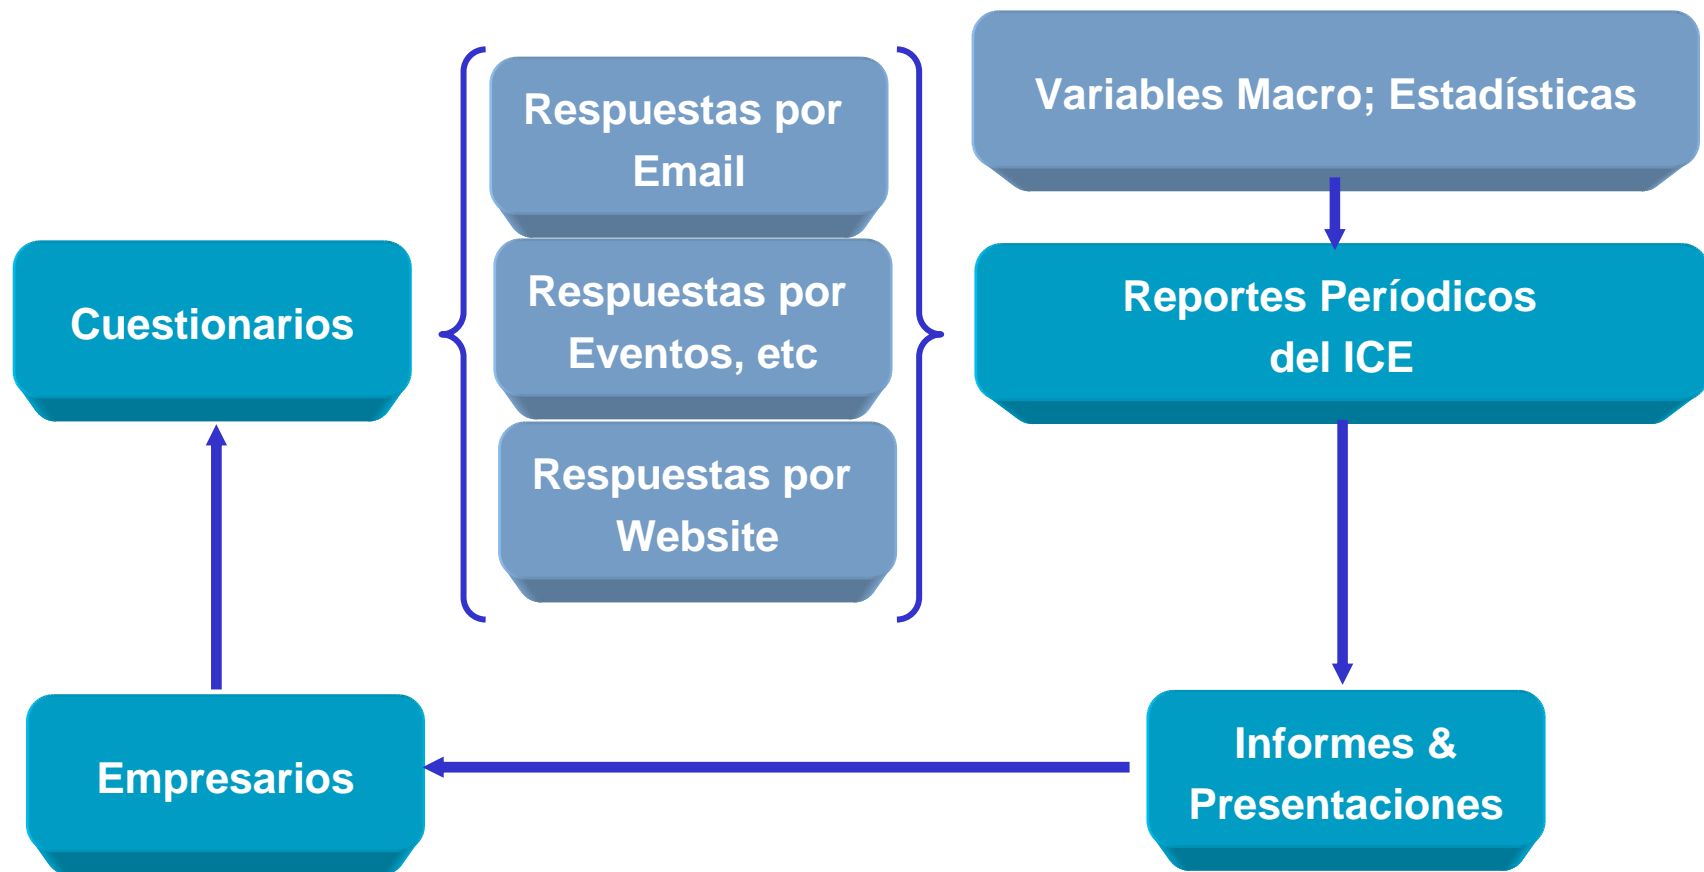 Variables Macro; Estadísticas
Respuestas por
Email
Cuestionarios
Respuestas por
Eventos, etc
Reportes Períodicos
del ICE
Respuestas por
Website
Empresarios
Informes &
Presentaciones